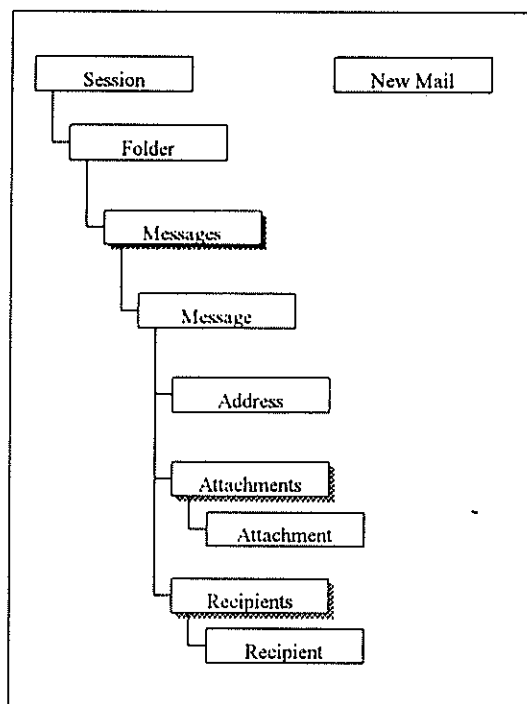 Session
New Mail
Folder
Messages
Message
Address
Attachments
Attachment
Recipients
Recipient